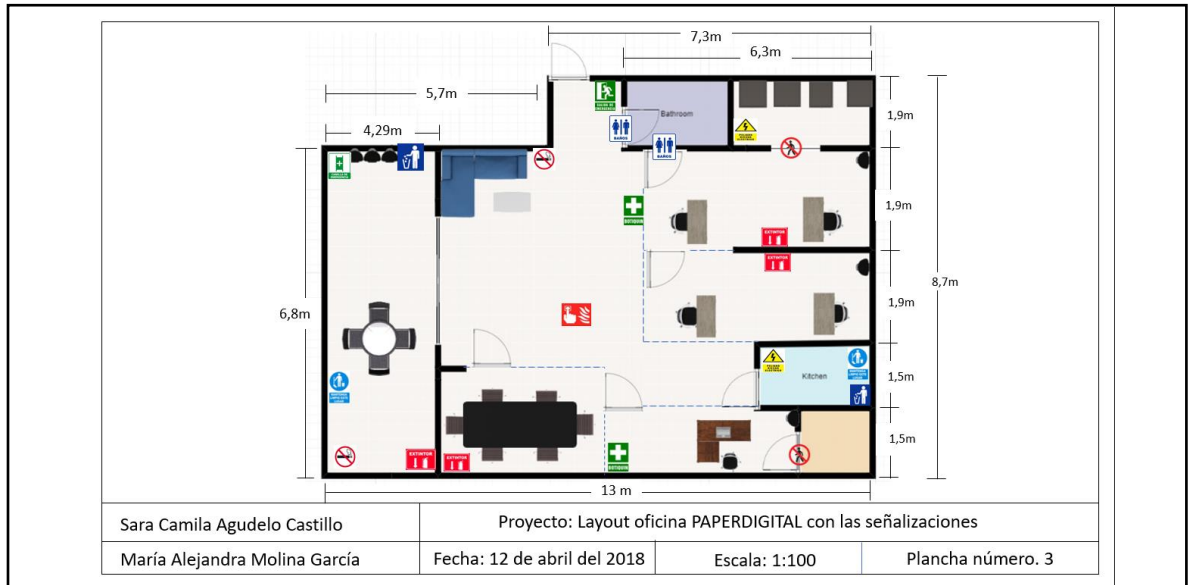 7,3m
6,3m
5,7m
4,29m
1,9m
1,9m
1,9m
1,5m
1,5m
8,7m
6,8m
13 m
Bathroom
BAÑOS
BAÑOS
BOTIQUIN
EXTINTOR
EXTINTOR
Kitchen
EXTINTOR
EXTINTOR
BOTIQUIN
Sara Camila Agudelo Castillo
Proyecto: Layout oficina PAPERDIGITAL con las señalizaciones
María Alejandra Molina García
Fecha: 12 de abril del 2018
Escala: 1:100
Plancha número. 3